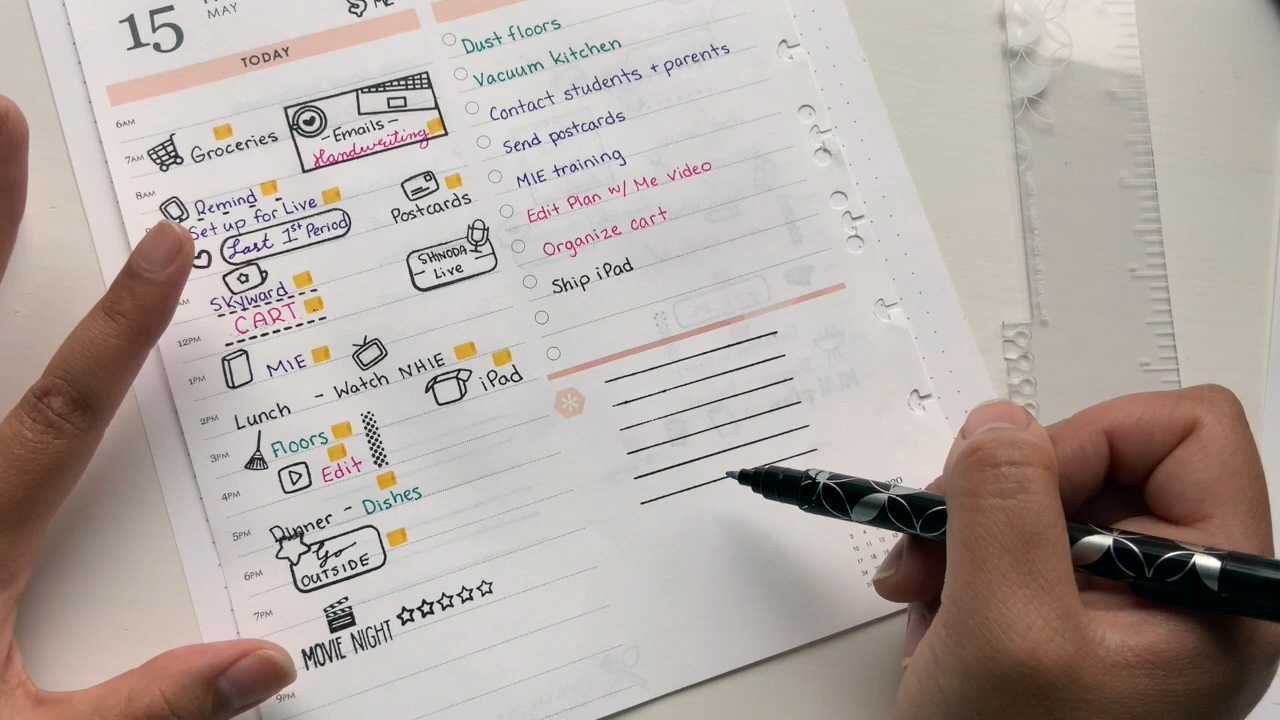 15
MAY
ME
TODAY
6AM
Groceries
- Emails -
Handwriting
7AM
8AM
Remind
Set up for Live
Last 1st Period
Postcards
SHINODA
Live
Skyward
CART
12PM
1PM
MIE
Lunch - Watch NHIE
iPad
2PM
3PM
Floors
Edit
4PM
Dinner - Dishes
5PM
Go
OUTSIDE
6PM
7PM
MOVIE NIGHT
9PM
Dust floors
Vacuum kitchen
Contact students + parents
Send postcards
MIE training
Edit Plan w/ Me video
Organize cart
Ship iPad